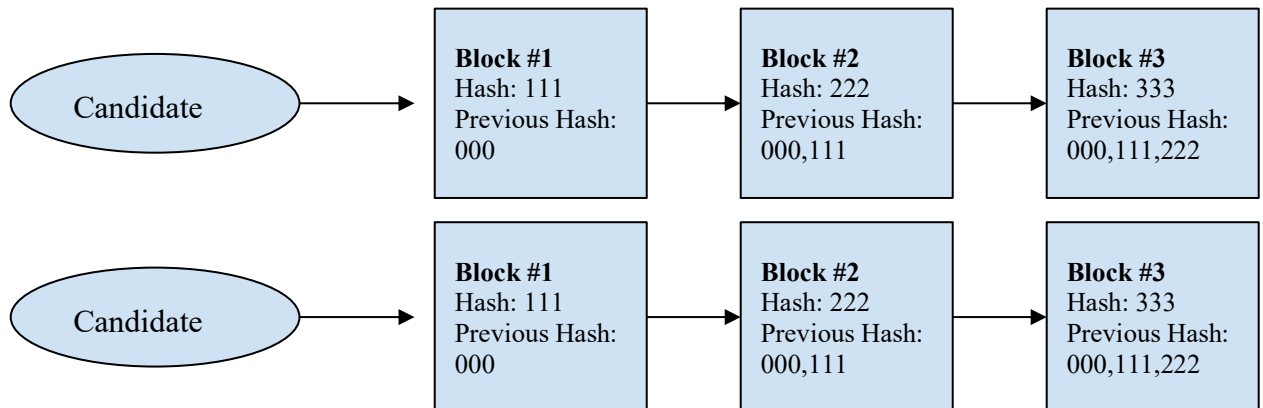 Candidate
Block #1
Hash: 111
Previous Hash:
000
Block #2
Hash: 222
Previous Hash:
000,111
Block #3
Hash: 333
Previous Hash:
000,111,222
Candidate
Block #1
Hash: 111
Previous Hash:
000
Block #2
Hash: 222
Previous Hash:
000,111
Block #3
Hash: 333
Previous Hash:
000,111,222